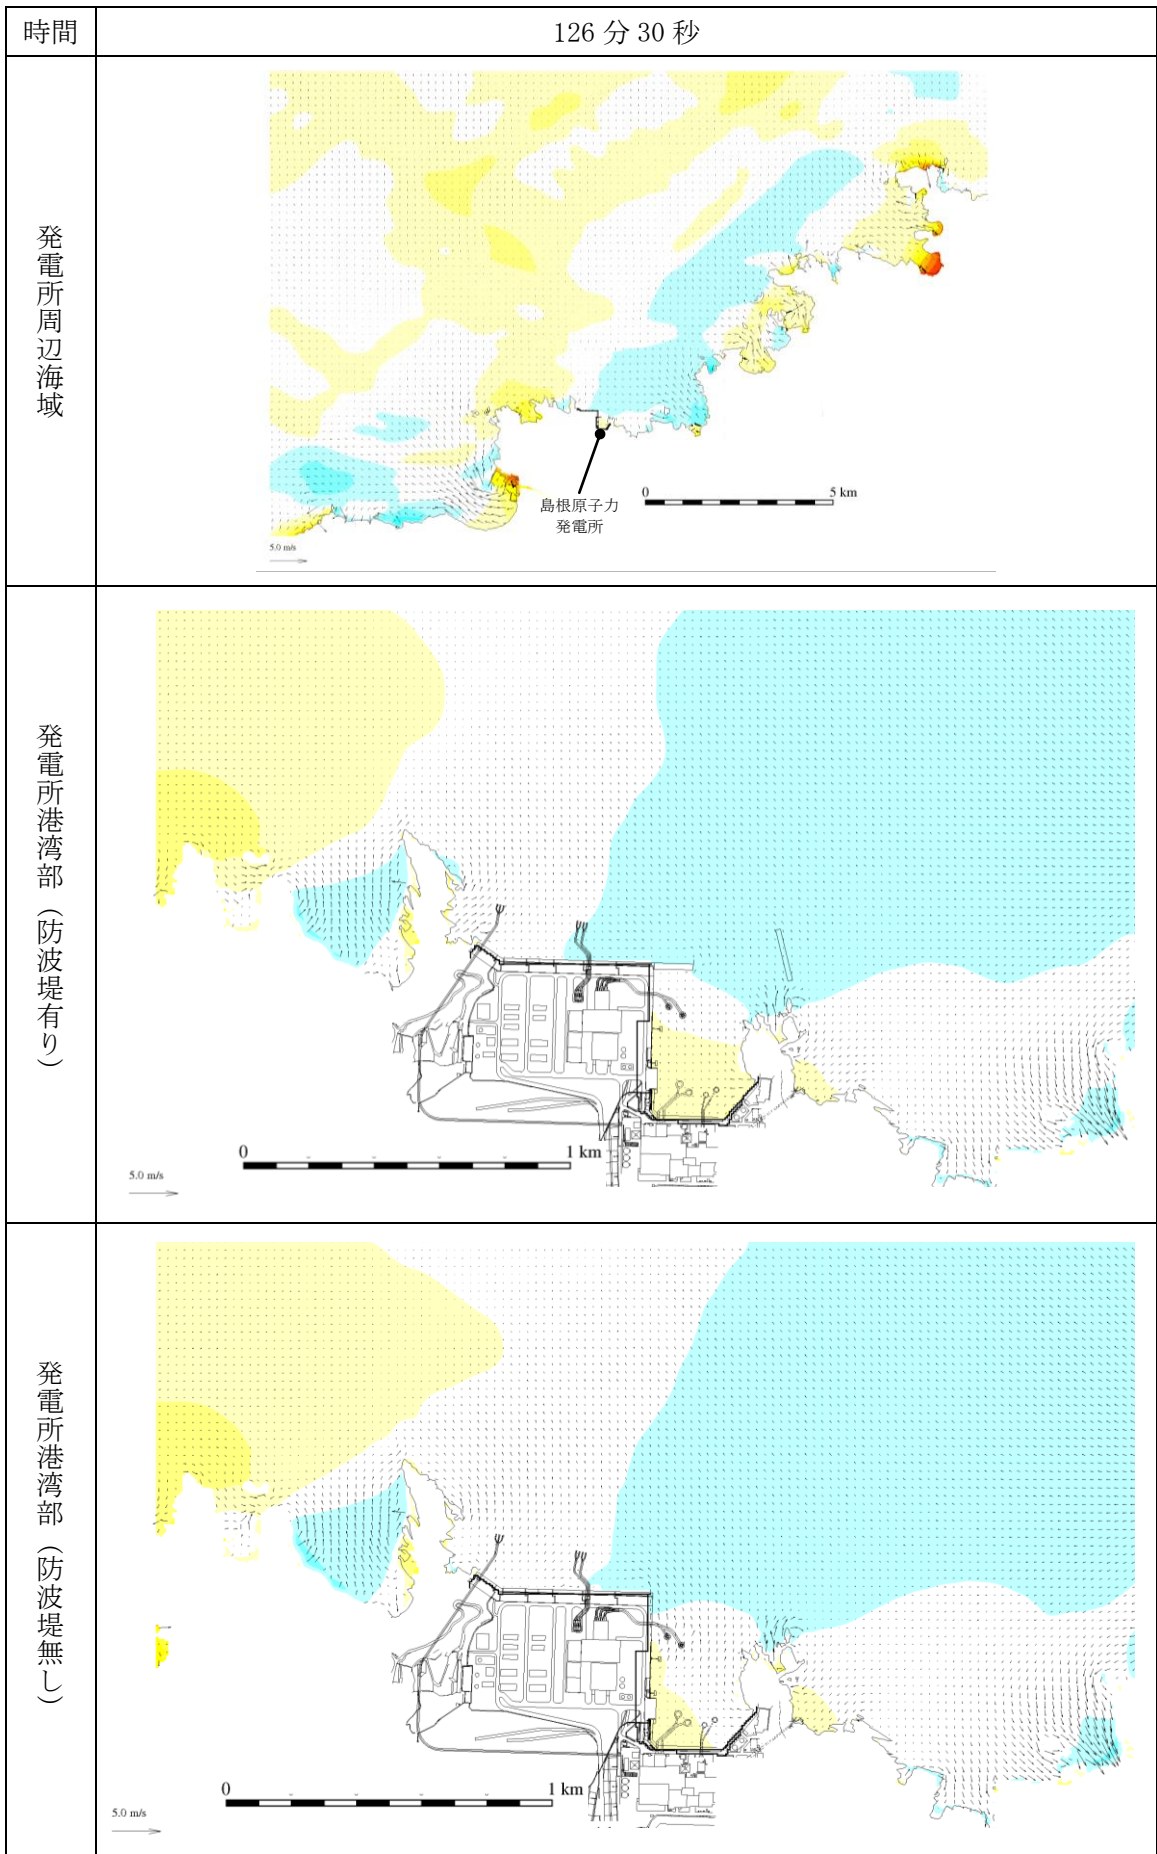 時間
126 分 30 秒
発電所周辺海域
島根原子力
発電所
0
5 km
5.0 m/s
発電所港湾部（防波堤有り）
0
1 km
5.0 m/s
発電所港湾部（防波堤無し）
0
1 km
5.0 m/s